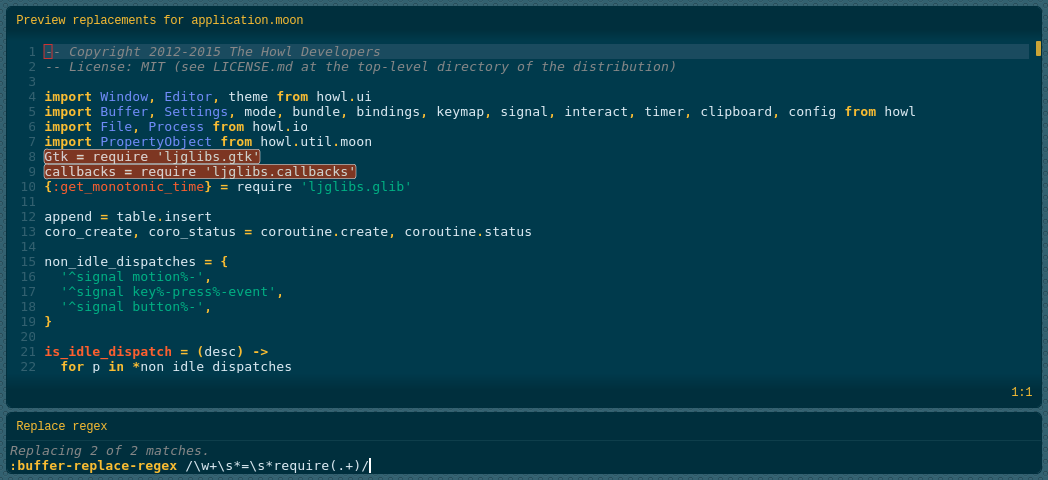 Preview replacements for application.moon
1 -- Copyright 2012-2015 The Howl Developers
2 -- License: MIT (see LICENSE.md at the top-level directory of the distribution)
3
4 import Window, Editor, theme from howl.ui
5 import Buffer, Settings, mode, bundle, bindings, keymap, signal, interact, timer, clipboard, config from howl
6 import File, Process from howl.io
7 import PropertyObject from howl.util.moon
8 Gtk = require 'ljglibs.gtk'
9 callbacks = require 'ljglibs.callbacks'
10 {:get_monotonic_time} = require 'ljglibs.glib'
11
12 append = table.insert
13 coro_create, coro_status = coroutine.create, coroutine.status
14
15 non_idle_dispatches = {
16   '^signal motion%-',
17   '^signal key%-press%-event',
18   '^signal button%-',
19 }
20
21 is_idle_dispatch = (desc) ->
22   for p in *non idle dispatches
1:1
Replace regex
Replacing 2 of 2 matches.
:buffer-replace-regex /\w+\s*=\s*require(.+)/